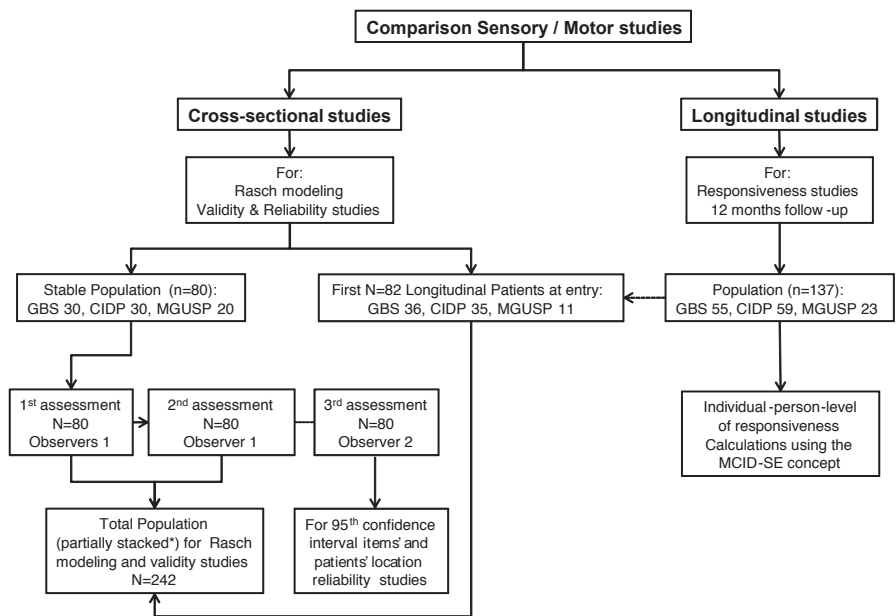 Comparison Sensory / Motor studies
Cross-sectional studies
Longitudinal studies
For:
Rasch modeling
Validity & Reliability studies
For:
Responsiveness studies
12 months follow -up
Stable Population (n=80):
GBS 30, CIDP 30, MGUSP 20
First N=82 Longitudinal Patients at entry:
GBS 36, CIDP 35, MGUSP 11
Population (n=137):
GBS 55, CIDP 59, MGUSP 23
1st assessment
N=80
Observers 1
2nd assessment
N=80
Observer 1
3rd assessment
N=80
Observer 2
Individual -person-level
of responsiveness
Calculations using the
MCID-SE concept
Total Population
(partially stacked*) for Rasch
modeling and validity studies
N=242
For 95th confidence
interval items' and
patients' location
reliability studies